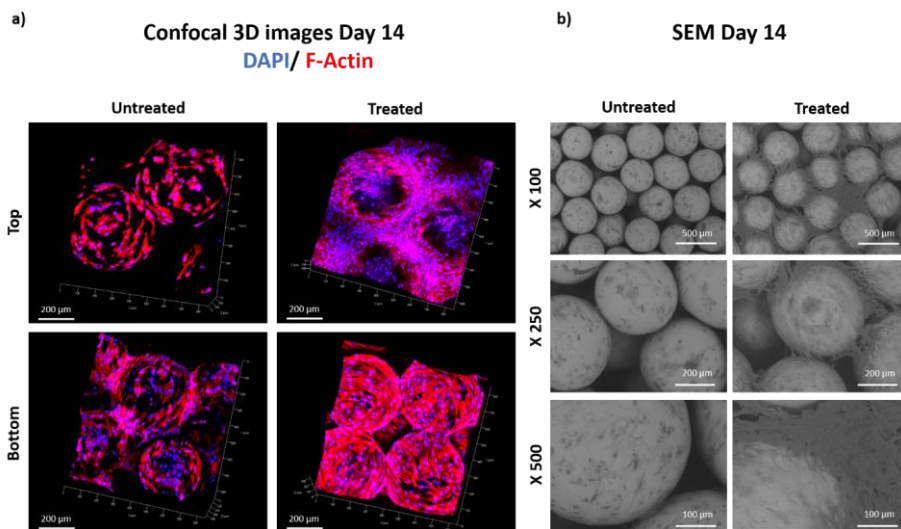 a)
Confocal 3D images Day 14
DAPI/ F-Actin
Untreated
Treated
Top
200 µm
200 µm
Bottom
200 µm
200 µm
b)
SEM Day 14
Untreated
Treated
X 100
500 µm
500 µm
X 250
200 µm
200 µm
X 500
100 µm
100 µm